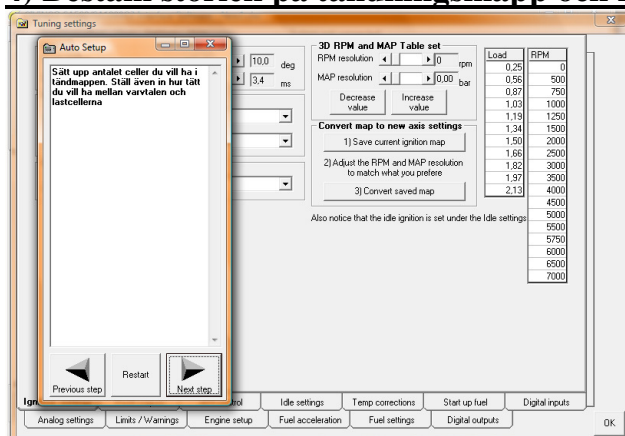 Tuning settings
Auto Setup
Sätt upp antalet celler du vill ha i
tändmappen. Ställ även in hur tätt
du vill ha mellan varvtalen och
lastcellerna
Previous step
Restart
Next step
10,0 deg
3,4 ms
3D RPM and MAP Table set
RPM resolution 0 rpm
MAP resolution 0,00 bar
Decrease value
Increase value
Convert map to new axis settings
1) Save current ignition map
2) Adjust the RPM and MAP resolution
to match what you prefere
3) Convert saved map
Also notice that the idle ignition is set under the Idle settings
Load
0,25
0,56
0,87
1,03
1,19
1,34
1,50
1,66
1,82
1,97
2,13
RPM
0
500
750
1000
1250
1500
2000
2500
3000
3500
4000
4500
5000
5500
5750
6000
6500
7000
Idle settings
Temp corrections
Start up fuel
Digital inputs
Analog settings
Limits / Warnings
Engine setup
Fuel acceleration
Fuel settings
Digital outputs
OK